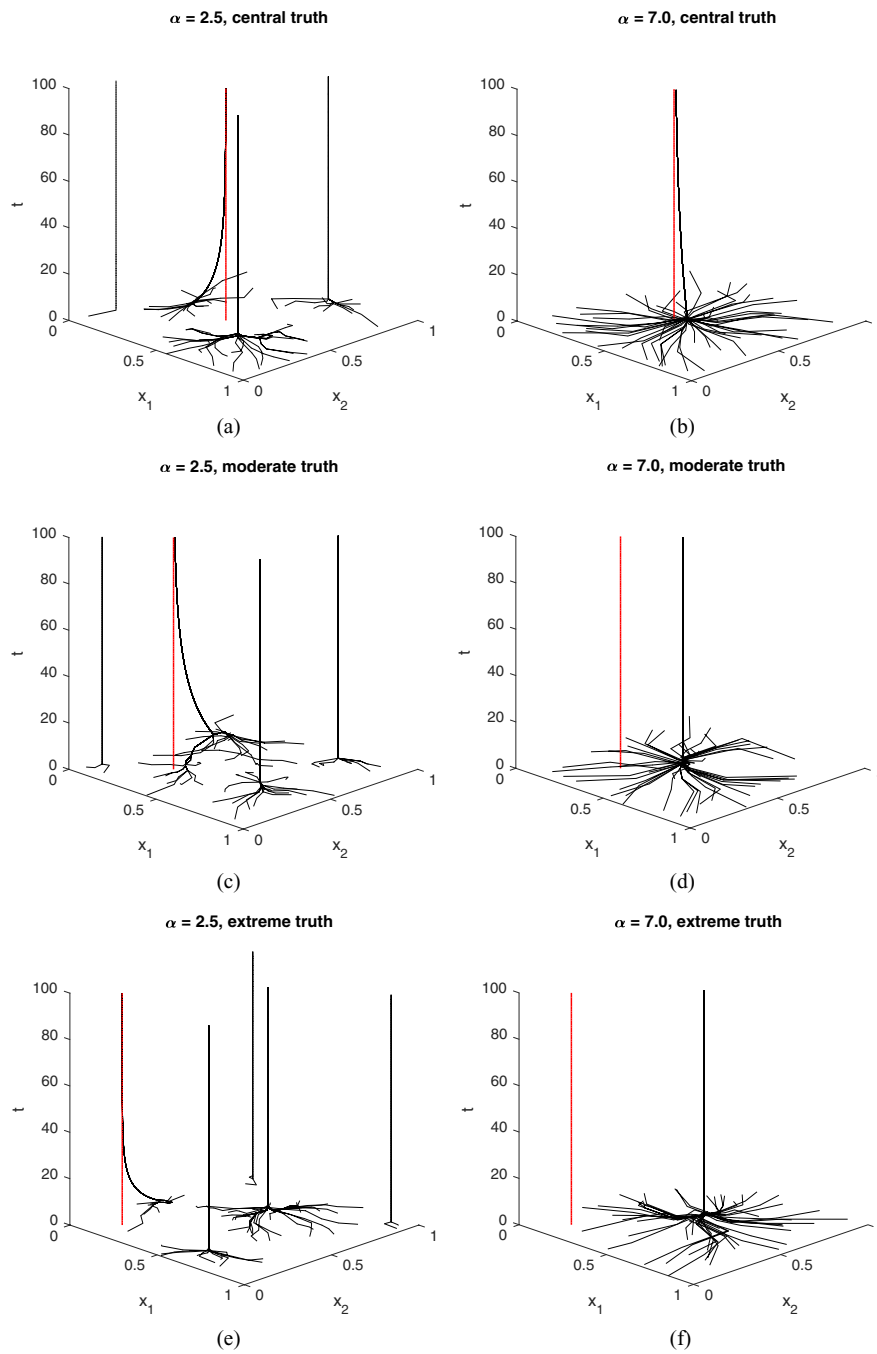 α = 2.5, central truth
100
80
60
40
20
0
t
0
0.5
1
x1
0
0.5
1
x2
(a)
α = 7.0, central truth
100
80
60
40
20
0
t
0
0.5
1
x1
0
0.5
x2
(b)
α = 2.5, moderate truth
100
80
60
40
20
0
t
0
0.5
1
x1
0
0.5
1
x2
(c)
α = 7.0, moderate truth
100
80
60
40
20
0
t
0
0.5
1
x1
0
0.5
x2
(d)
α = 2.5, extreme truth
100
80
60
40
20
0
t
0
0.5
1
x1
0
0.5
1
x2
(e)
α = 7.0, extreme truth
100
80
60
40
20
0
t
0
0.5
1
x1
0
0.5
x2
(f)